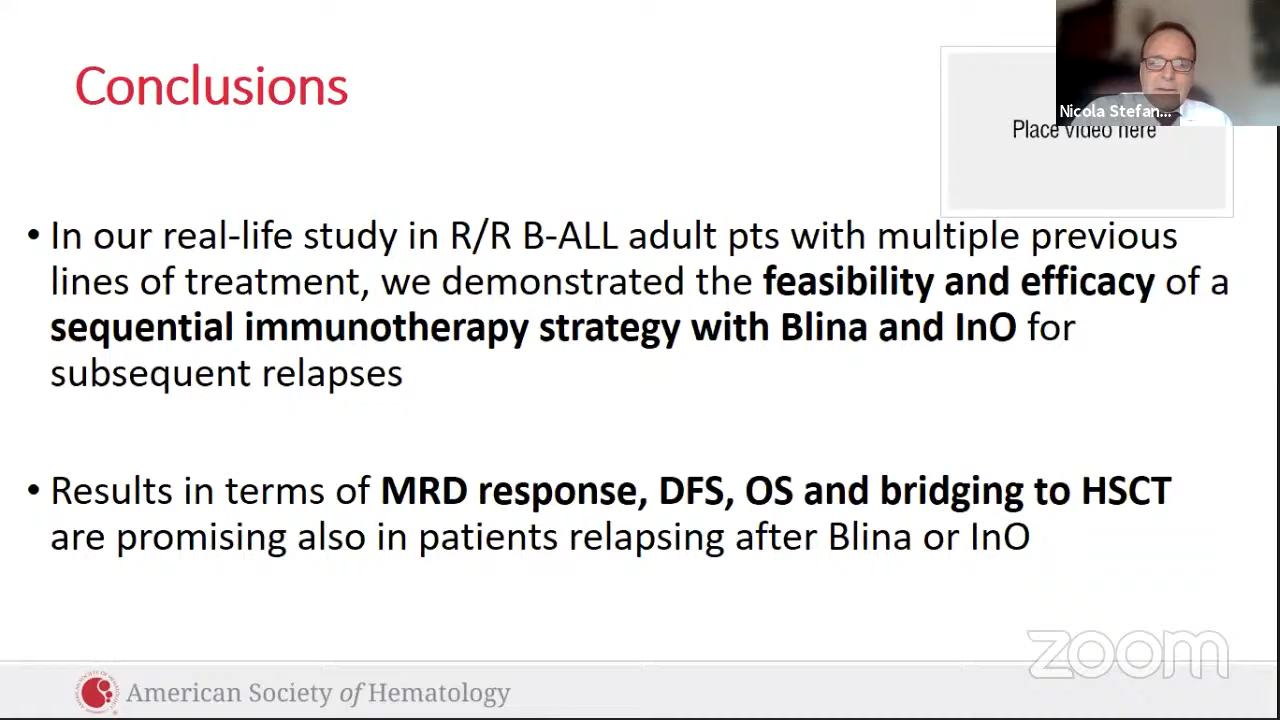 Conclusions
Nicola Stefan...
Place video here
• In our real-life study in R/R B-ALL adult pts with multiple previous
lines of treatment, we demonstrated the feasibility and efficacy of a
sequential immunotherapy strategy with Blina and InO for
subsequent relapses
• Results in terms of MRD response, DFS, OS and bridging to HSCT
are promising also in patients relapsing after Blina or InO
zoom
American Society of Hematology